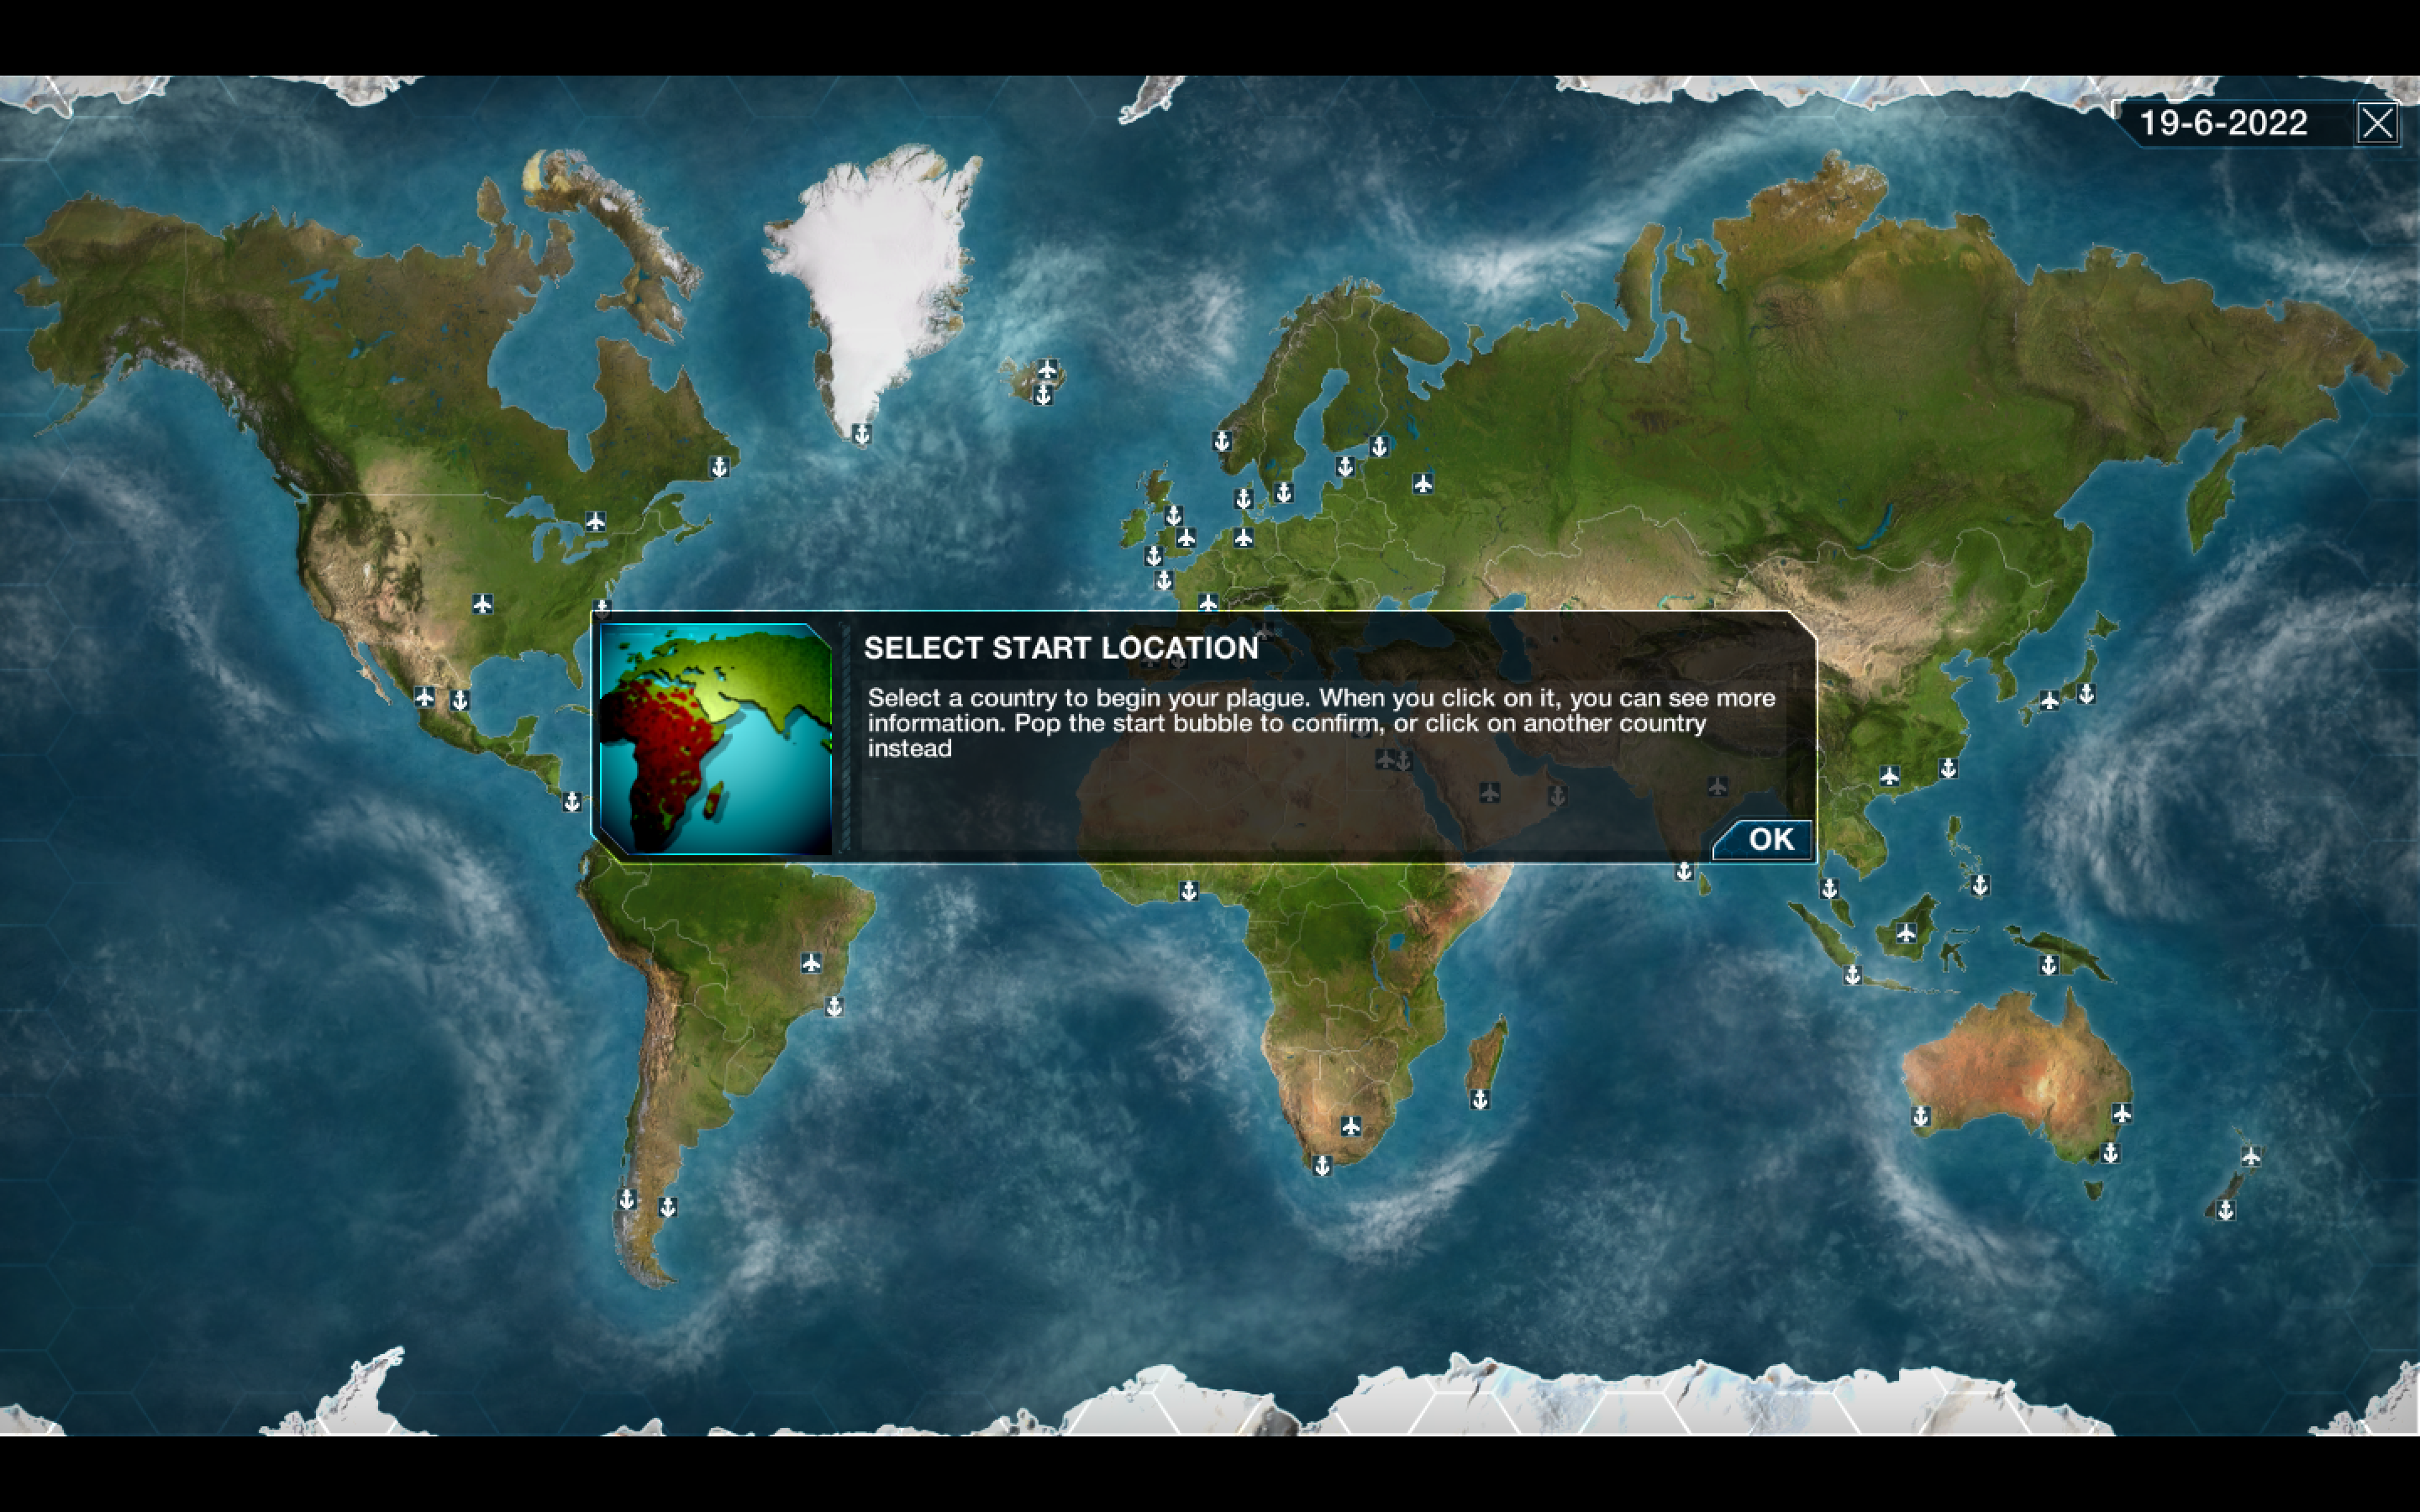 19-6-2022
SELECT START LOCATION
Select a country to begin your plague. When you click on it, you can see more
information. Pop the start bubble to confirm, or click on another country
instead
OK